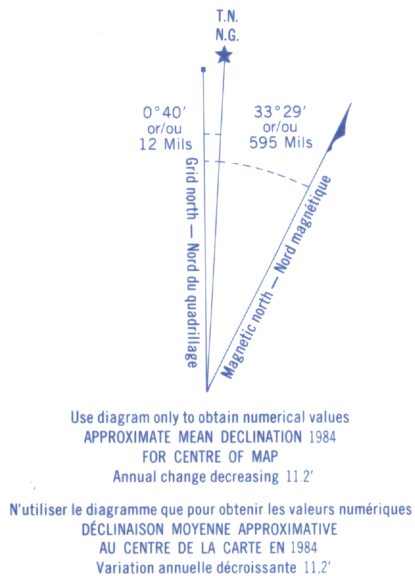 T.N.
N.G.
0°40'
or/ou
12 Mils
33°29'
or/ou
595 Mils
Grid north — Nord du quadrillage
Magnetic north — Nord magnétique
Use diagram only to obtain numerical values
APPROXIMATE MEAN DECLINATION 1984
FOR CENTRE OF MAP
Annual change decreasing 11.2'
N'utiliser le diagramme que pour obtenir les valeurs numériques
DÉCLINAISON MOYENNE APPROXIMATIVE
AU CENTRE DE LA CARTE EN 1984
Variation annuelle décroissante 11,2'